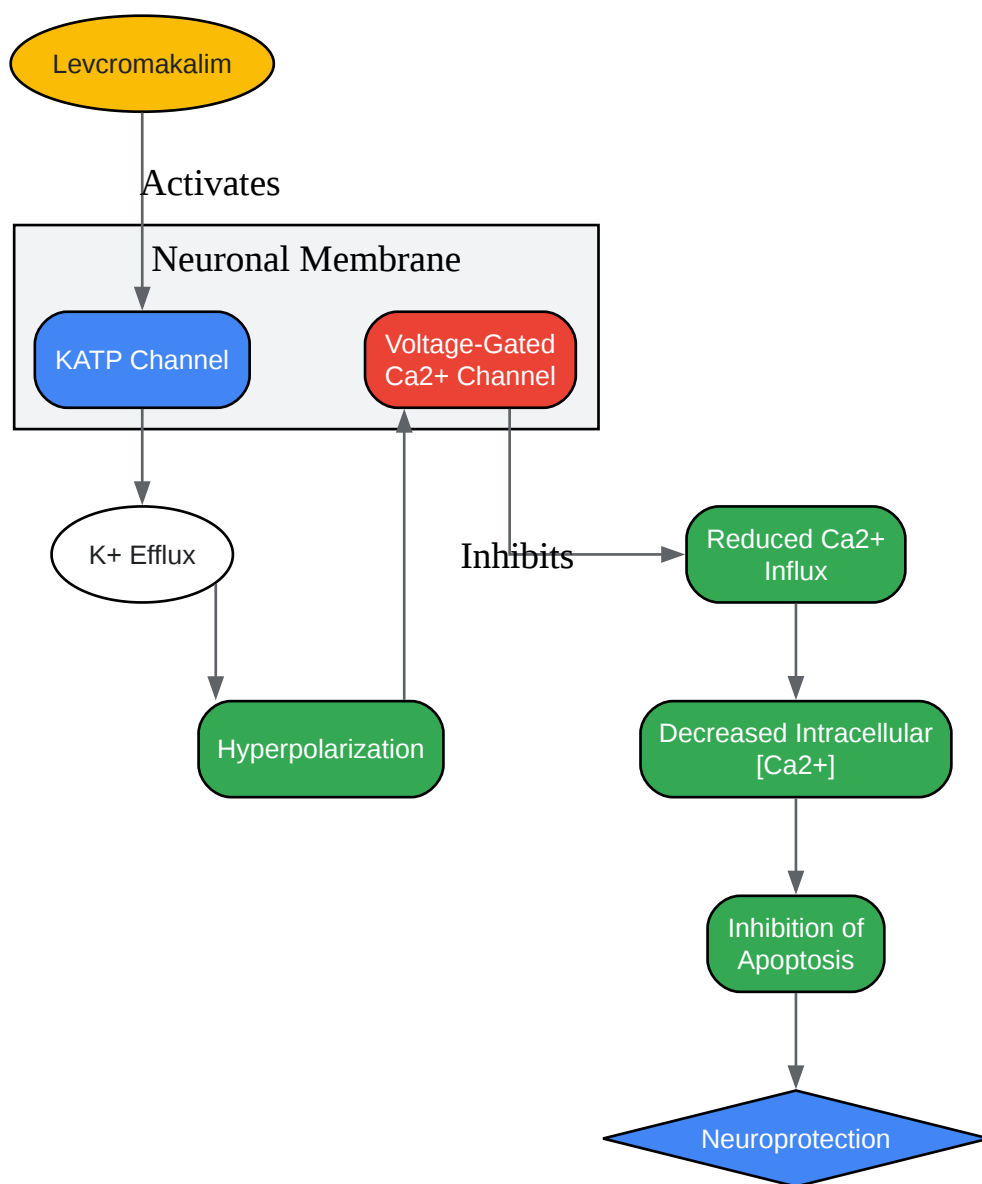 Levcromakalim
Activates
Neuronal Membrane
KATP Channel
Voltage-Gated
Ca2+ Channel
K+ Efflux
Inhibits
Reduced Ca2+
Influx
Hyperpolarization
Decreased Intracellular
[Ca2+]
Inhibition of
Apoptosis
Neuroprotection